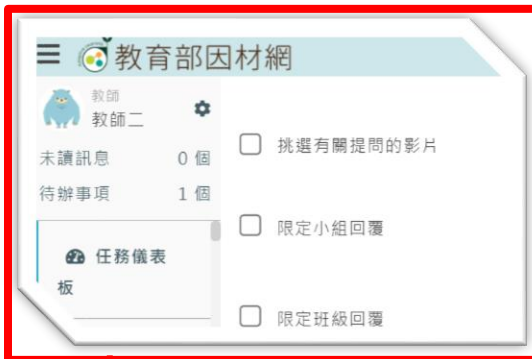 教育部因材網
教師
教師二
未讀訊息 0 個
待辦事項 1 個
任務儀表
板
挑選有關提問的影片
限定小組回覆
限定班級回覆